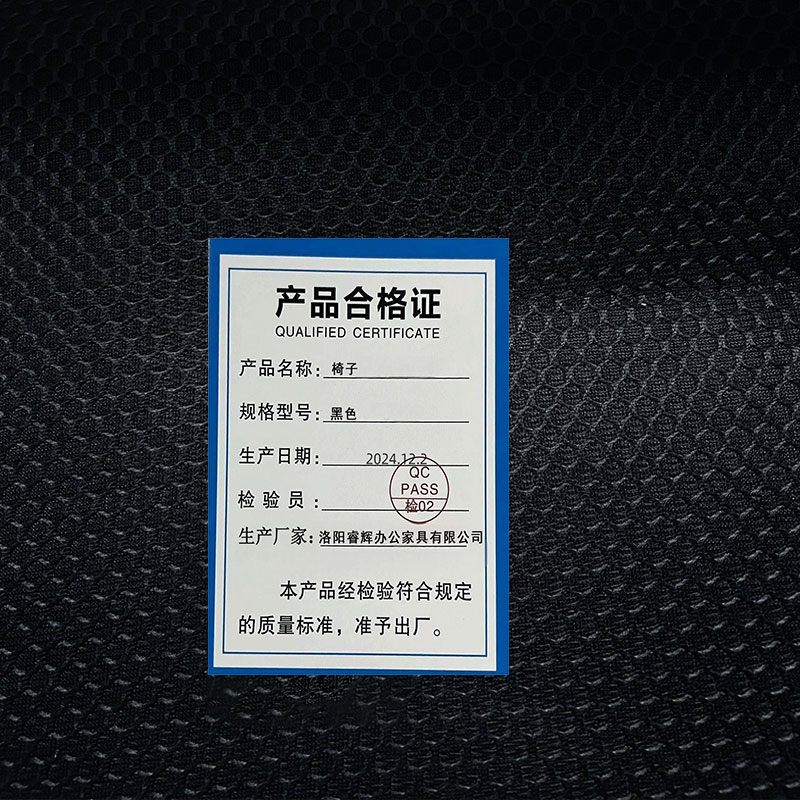 产品合格证
QUALIFIED CERTIFICATE
产品名称：椅子
规格型号：黑色
生产日期：2024.12.2
QC
PASS
检验员：检02
生产厂家：洛阳睿辉办公家具有限公司
本产品经检验符合规定
的质量标准，准予出厂。